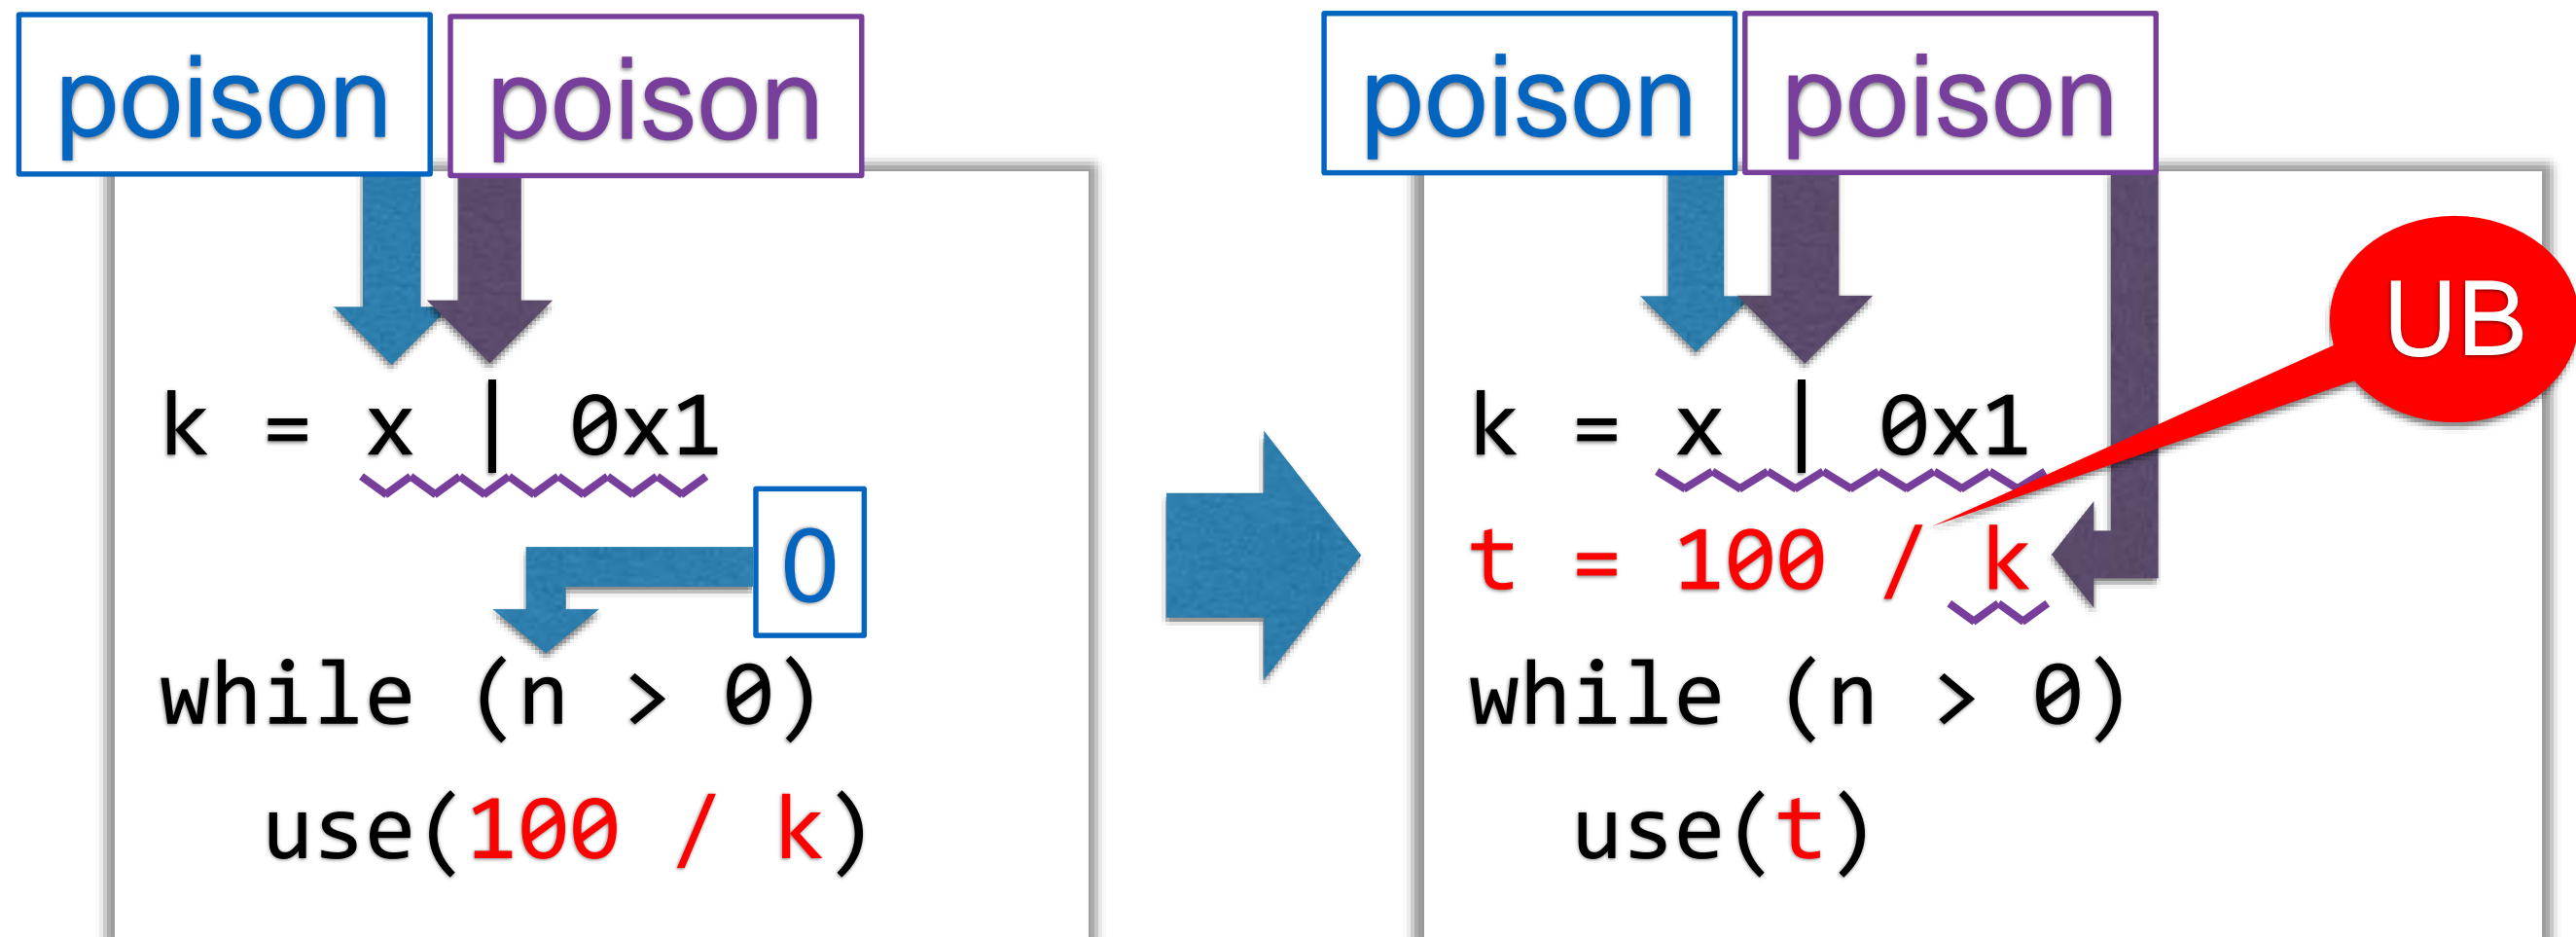 poison poison
k = x | 0x1
0
while (n > 0)
use(100 / k)
poison poison
UB
k = x | 0x1
t = 100 / k
while (n > 0)
use(t)